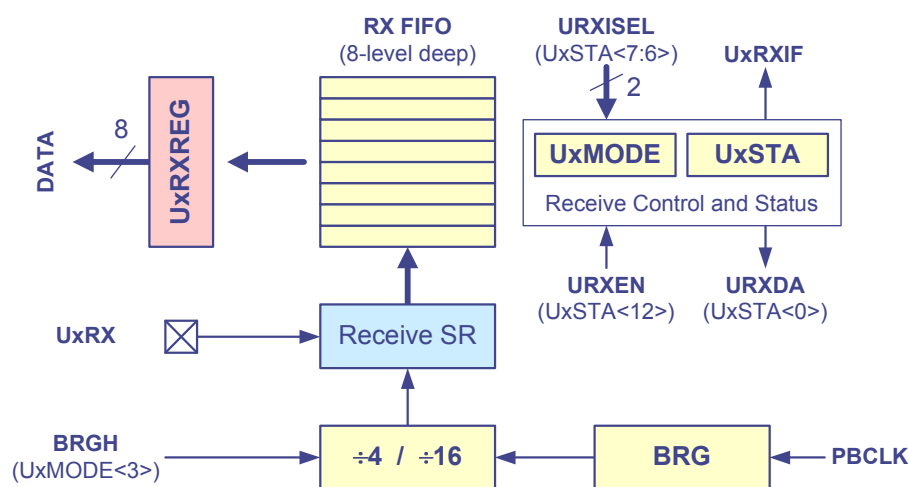 RX FIFO
(8-level deep)
URXISEL
(UxSTA<7:6>)
2
UxRXIF
DATA
8
UxRXREG
UxMODE
UxSTA
Receive Control and Status
URXEN
(UxSTA<12>)
URXDA
(UxSTA<0>)
UxRX
Receive SR
BRGH
(UxMODE<3>)
÷4 / ÷16
BRG
PBCLK